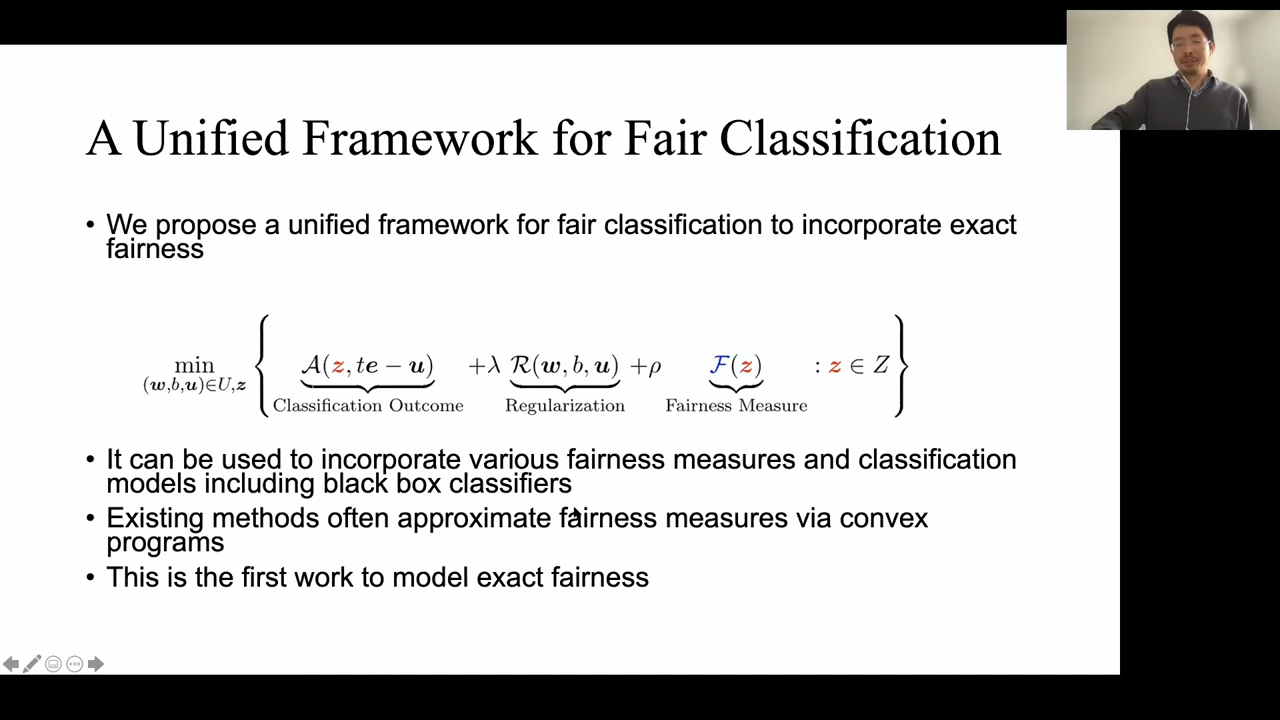 A Unified Framework for Fair Classification
• We propose a unified framework for fair classification to incorporate exact
fairness
min
(w,b,u)∈U,z
{ A(z, te − u) +λ R(w, b, u) +ρ F(z) : z ∈ Z }
Classification Outcome Regularization Fairness Measure
• It can be used to incorporate various fairness measures and classification
models including black box classifiers
• Existing methods often approximate fairness measures via convex
programs
• This is the first work to model exact fairness